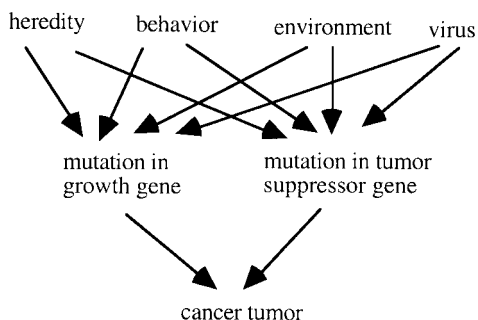 heredity behavior environment virus
mutation in mutation in tumor
growth gene suppressor gene
cancer tumor